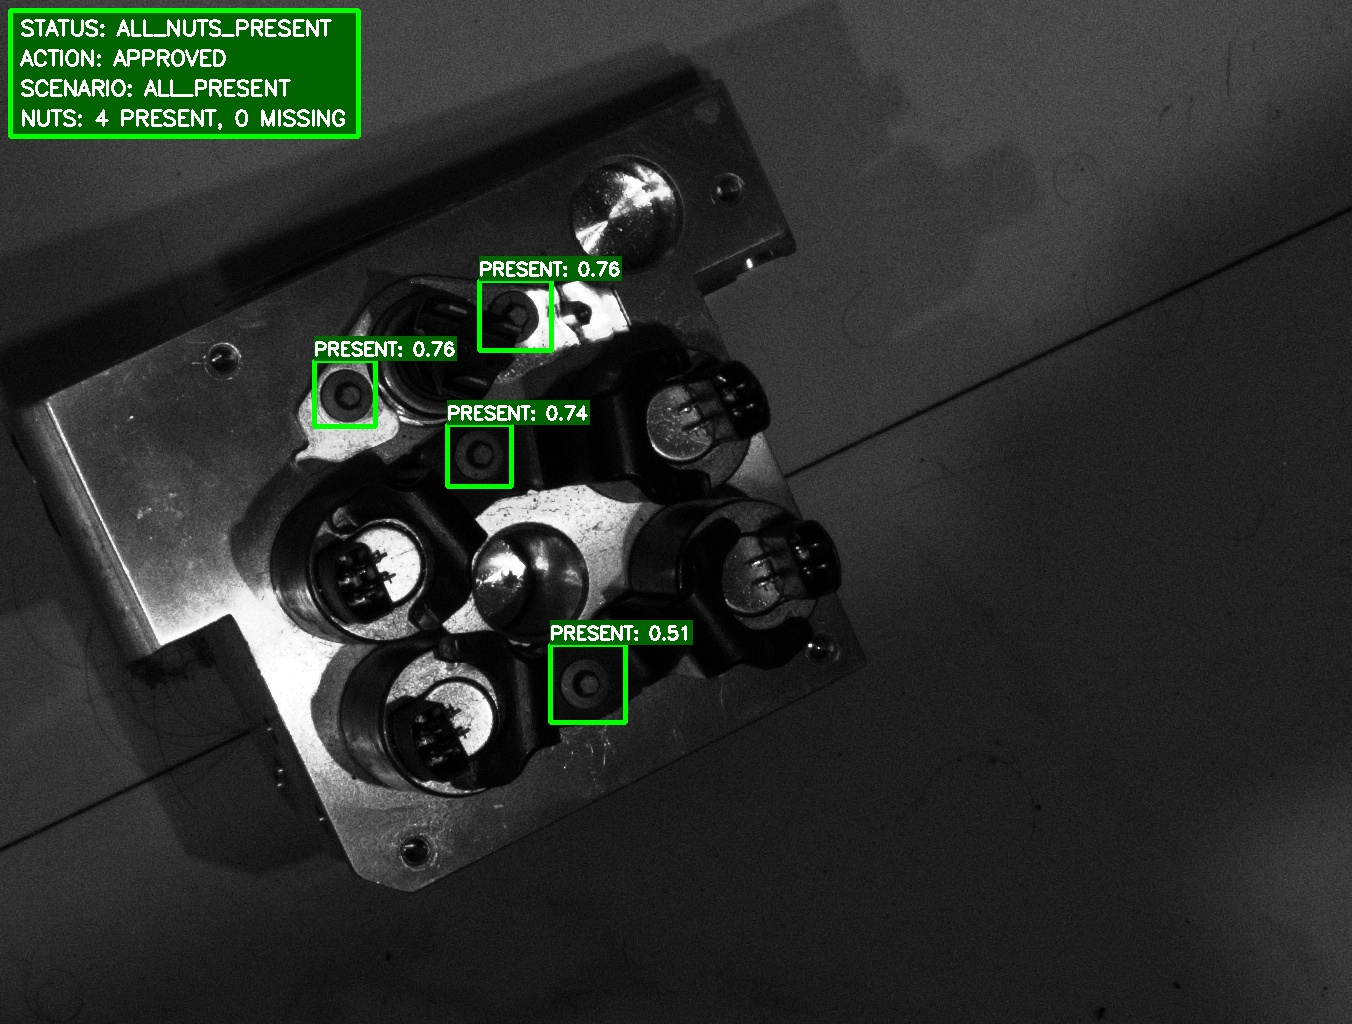 STATUS: ALL_NUTS_PRESENT
ACTION: APPROVED
SCENARIO: ALL_PRESENT
NUTS: 4 PRESENT, 0 MISSING
PRESENT: 0.76
PRESENT: 0.76
PRESENT: 0.74
PRESENT: 0.51